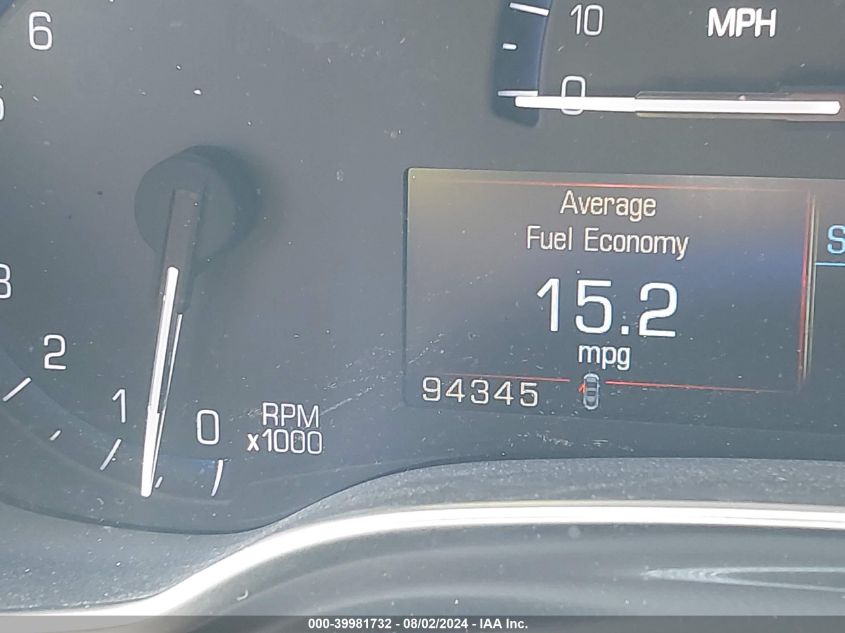 6
10
MPH
0
Average
Fuel Economy
S
15.2
3
2
mpg
94345
1
0
RPM
x1000
000-39981732 - 08/02/2024 - IAA Inc.